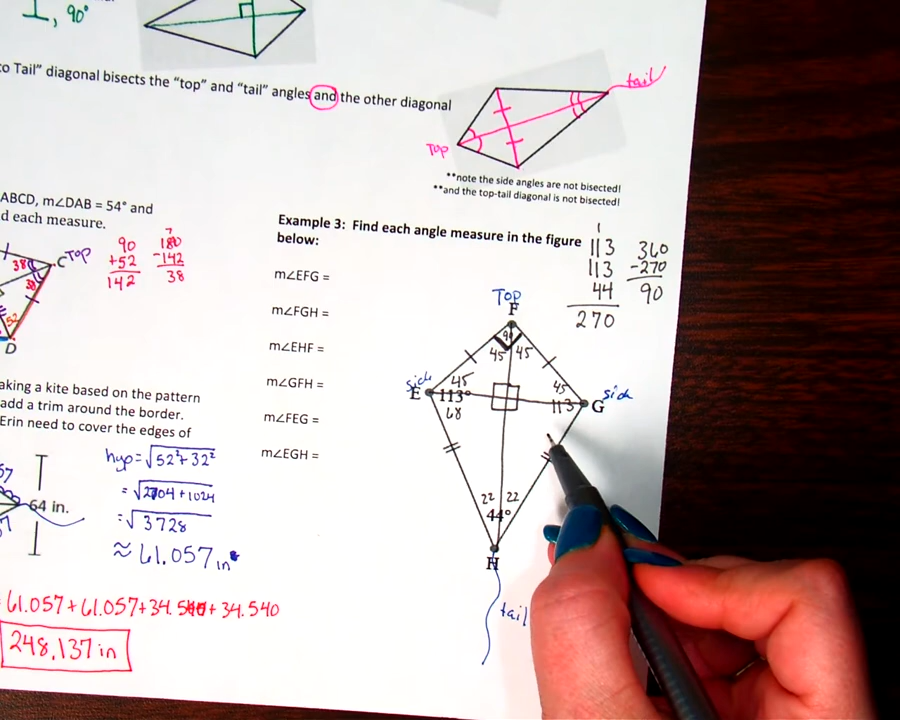 ⊥, 90°
to Tail" diagonal bisects the "top" and "tail" angles and the other diagonal
tail
Top
**note the side angles are not bisected!
**and the top-tail diagonal is not bisected!
ABCD, m∠DAB = 54° and
d each measure.
38
C
TOP
38
52
D
90
+52
142
7
180
-142
38
Example 3: Find each angle measure in the figure
below:
1
113
113
44
270
360
-270
90
m∠EFG =
m∠FGH =
m∠EHF =
m∠GFH =
m∠FEG =
m∠EGH =
Top
F
90
45
45
side
E
45
113°
68
45
113
G
side
22
22
44°
H
tail
aking a kite based on the pattern
add a trim around the border.
Erin need to cover the edges of
64 in.
hyp = √52²+32²
= √2704+1024
= √3728
≈ 61.057 in
= 61.057 + 61.057 + 34.540 + 34.540
248.137 in